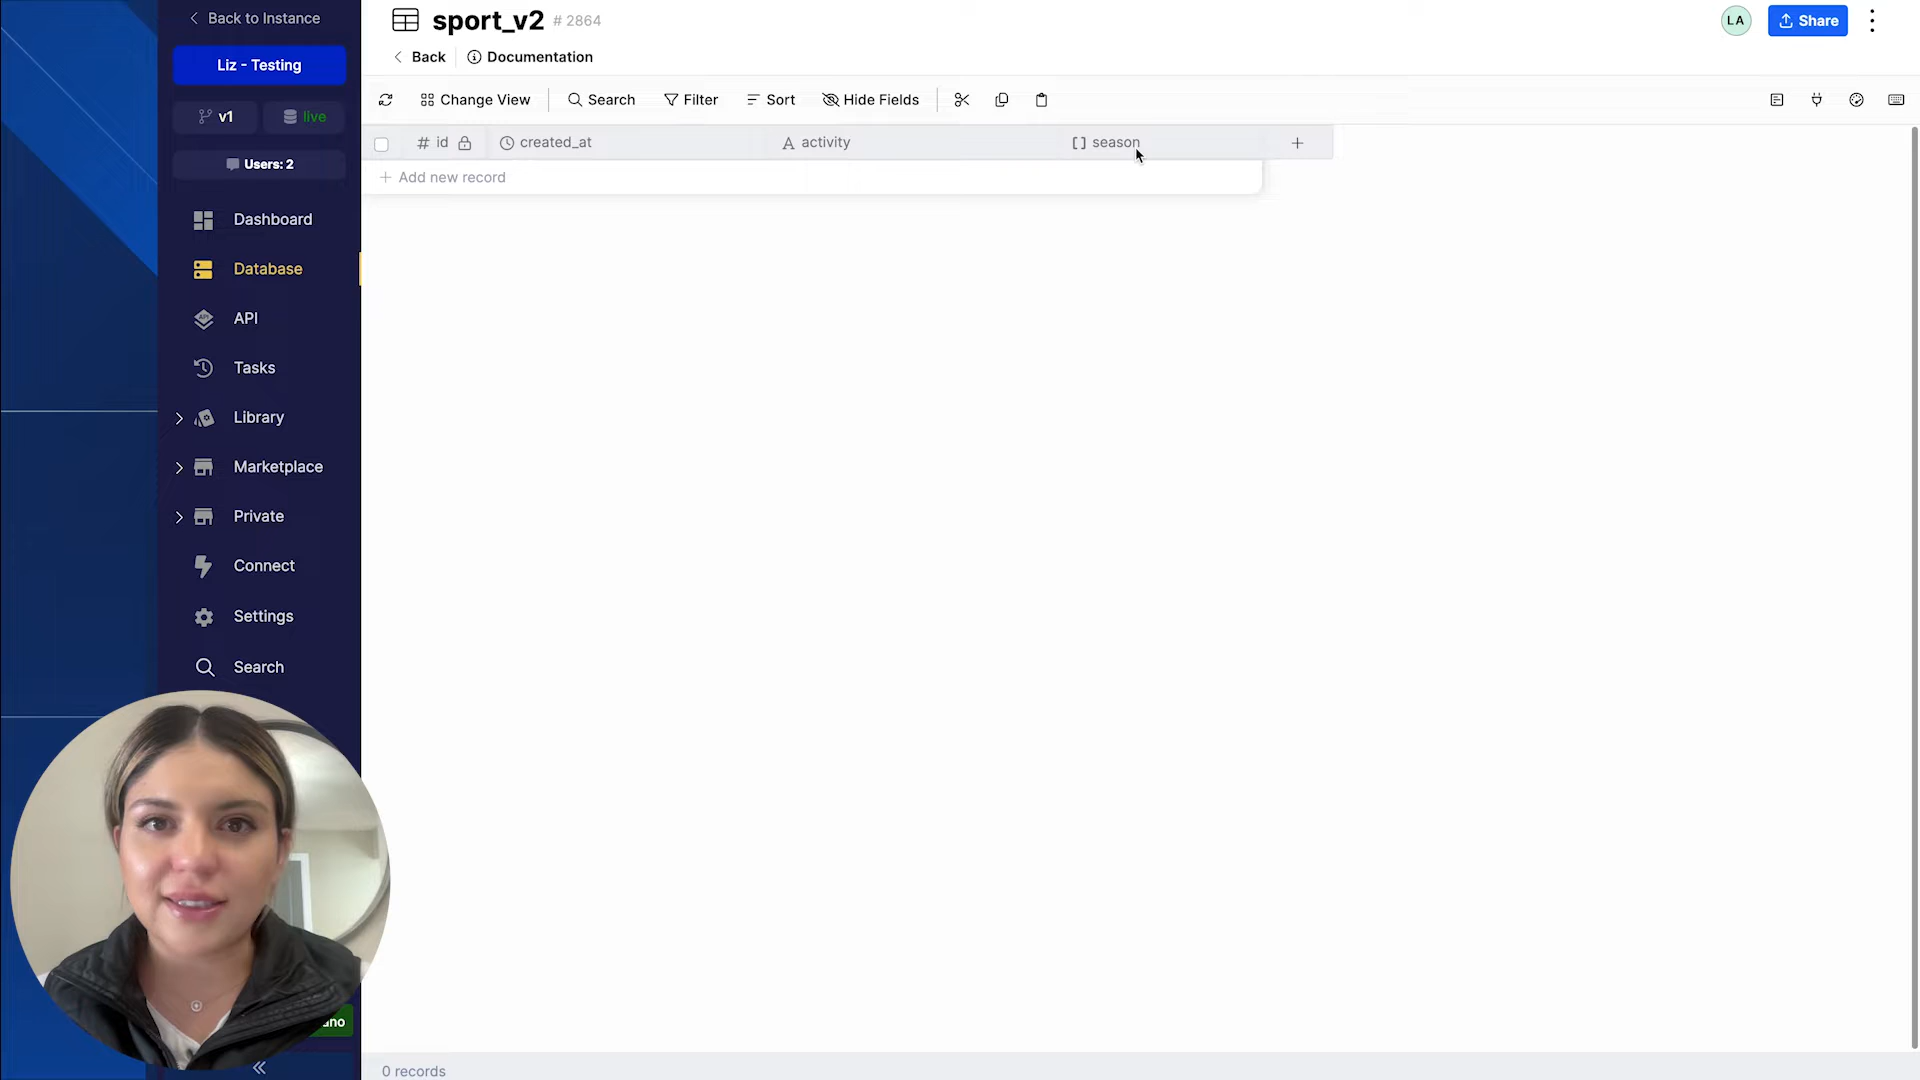 Back to Instance
Liz - Testing
v1
live
Users: 2
Dashboard
Database
API
Tasks
Library
Marketplace
Private
Connect
Settings
Search
sport_v2 # 2864
Back
Documentation
LA
Share
Change View
Search
Filter
Sort
Hide Fields
# id
created_at
activity
[] season
+
+ Add new record
0 records